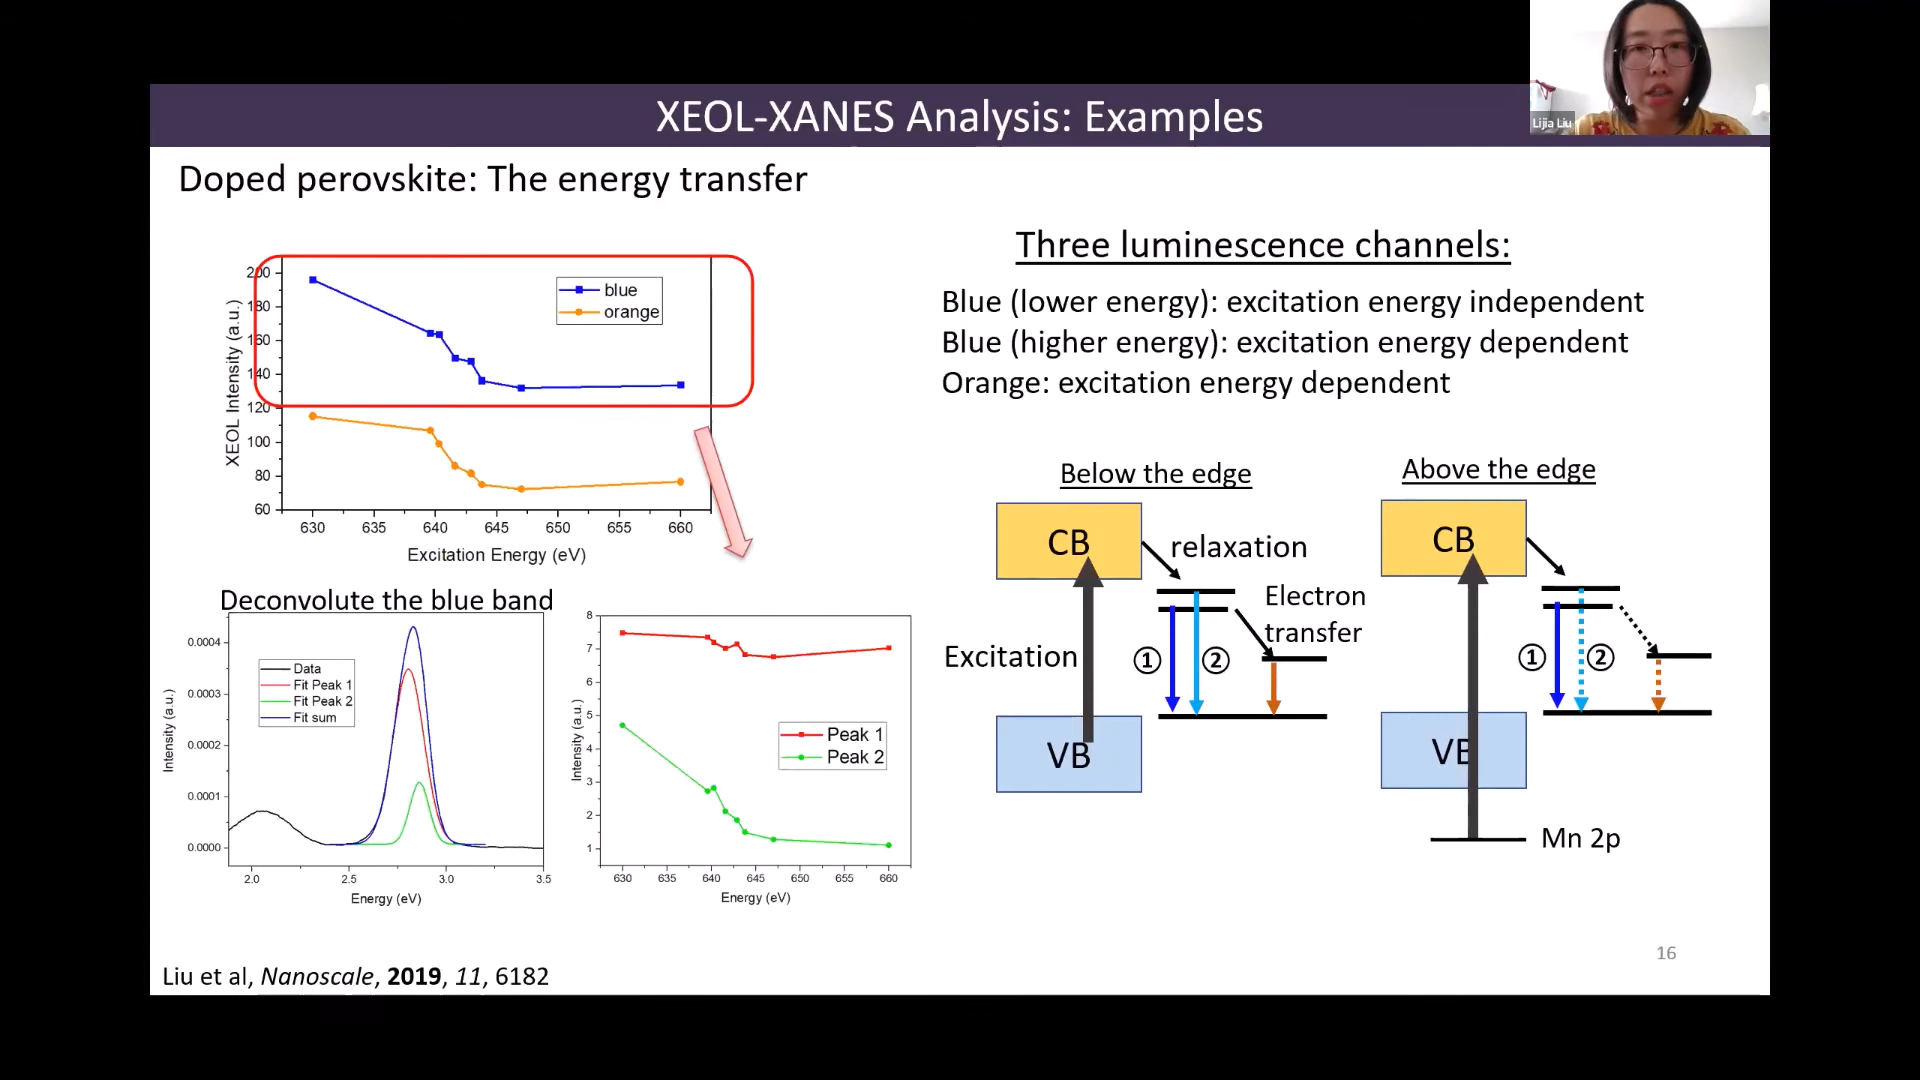 Lijia Liu
XEOL-XANES Analysis: Examples
Doped perovskite: The energy transfer
200
180
160
140
120
100
80
60
XEOL Intensity (a.u.)
blue
orange
630 635 640 645 650 655 660
Excitation Energy (eV)
Deconvolute the blue band
0.0004
0.0003
0.0002
0.0001
0.0000
Intensity (a.u.)
Data
Fit Peak 1
Fit Peak 2
Fit sum
2.0 2.5 3.0 3.5
Energy (eV)
8
7
6
5
4
3
2
1
Intensity (a.u.)
Peak 1
Peak 2
630 635 640 645 650 655 660
Energy (eV)
Three luminescence channels:
Blue (lower energy): excitation energy independent
Blue (higher energy): excitation energy dependent
Orange: excitation energy dependent
Below the edge
CB
relaxation
Electron
transfer
Excitation
① ②
VB
Above the edge
CB
① ②
VB
Mn 2p
16
Liu et al, Nanoscale, 2019, 11, 6182